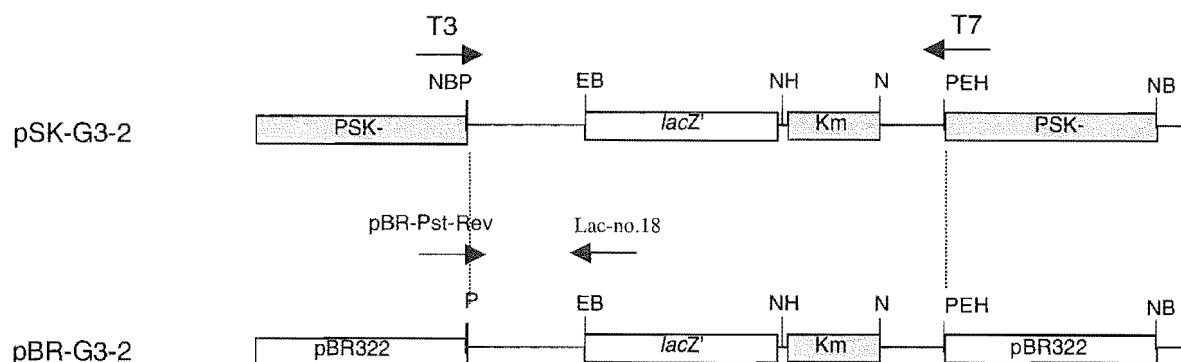 T3 T7
NBP EB NH N PEH NB
pSK-G3-2 PSK- lacZ' Km PSK-
pBR-Pst-Rev Lac-no.18
P EB NH N PEH NB
pBR-G3-2 pBR322 lacZ' Km pBR322